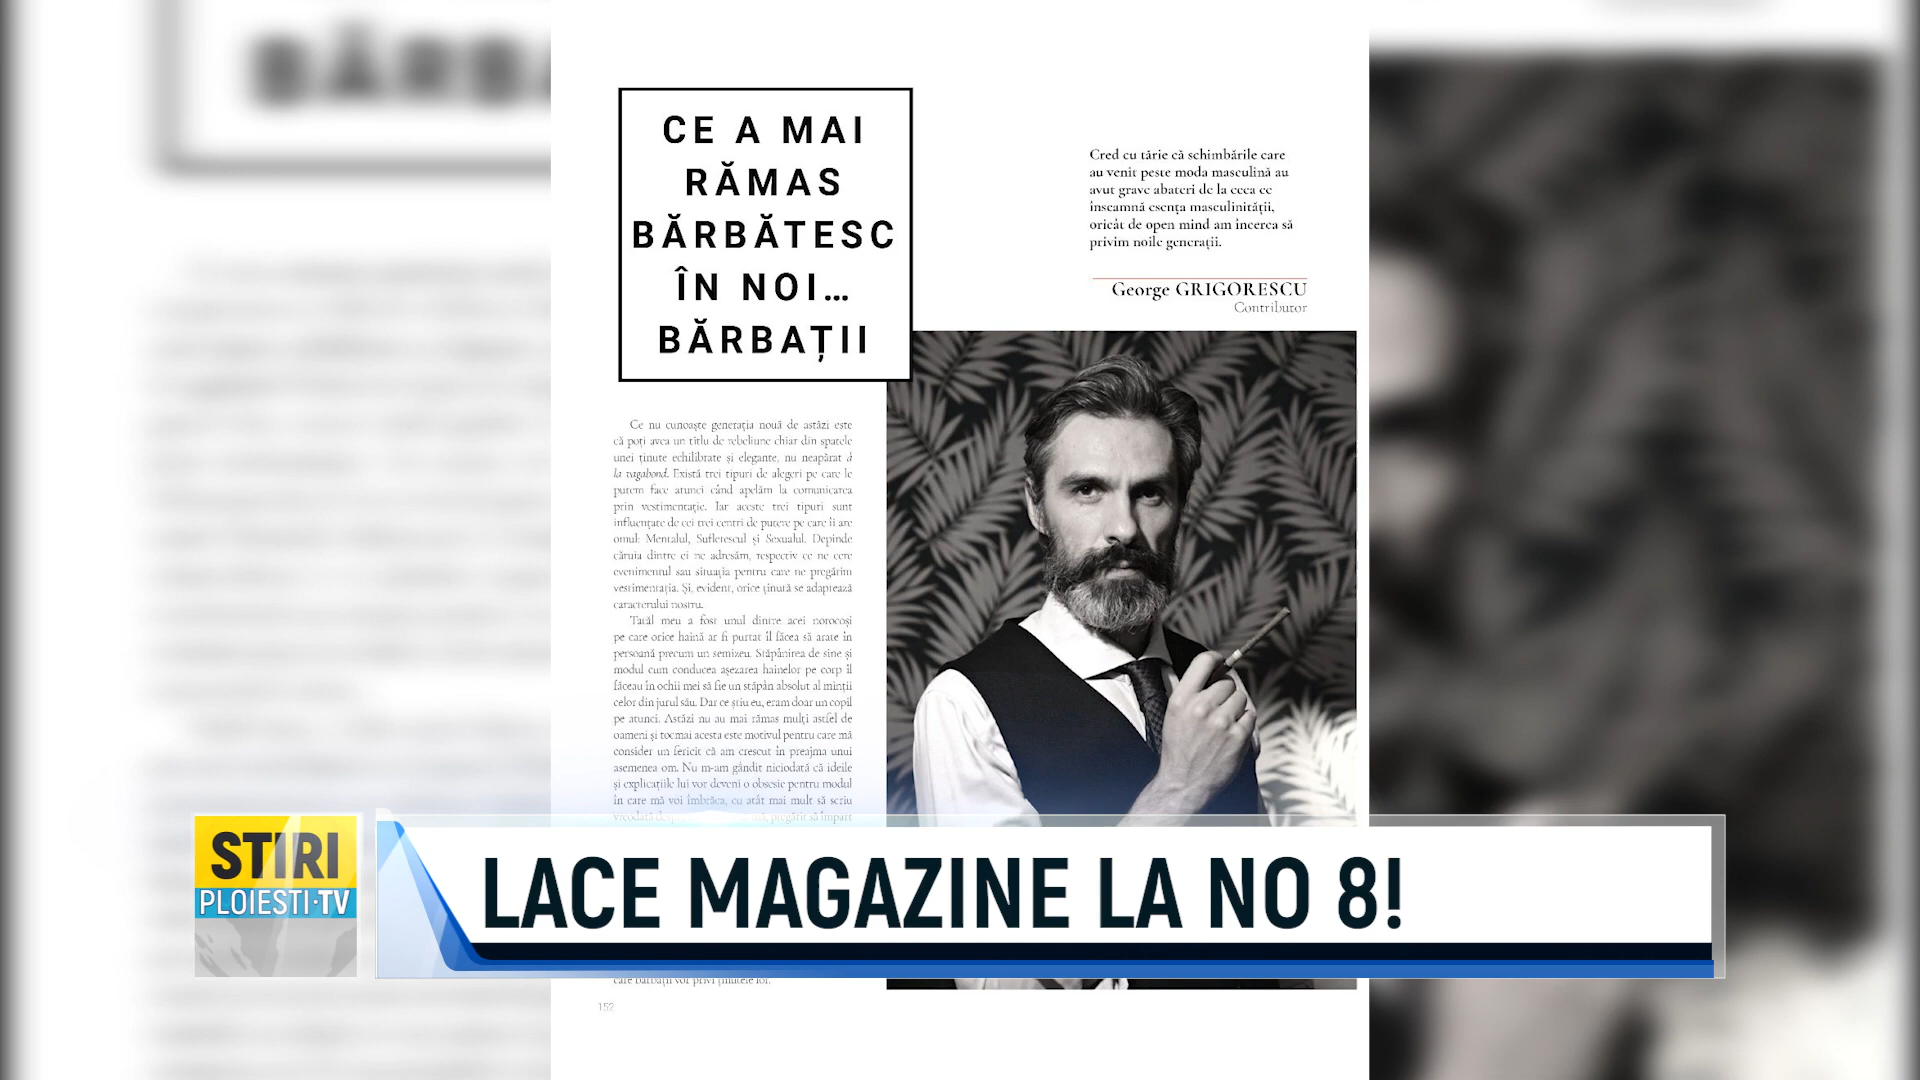 BĂRBA
CE A MAI
RĂMAS
BĂRBĂTESC
ÎN NOI...
BĂRBAȚII
Cred cu tărie că schimbările care
au venit peste moda masculină au
avut grave abateri de la ceea ce
înseamnă esența masculinității,
oricât de open mind am încerca să
privim noile generații.
George GRIGORESCU
Contributor
Ce nu cunoaște generația nouă de astăzi este
că poți avea un titlu de rebeliune chiar din spatele
unei ținute echilibrate și elegante, nu neapărat à
la vagabond. Există trei tipuri de alegeri pe care le
putem face atunci când apelăm la comunicarea
prin vestimentație. Iar aceste trei tipuri sunt
influențate de cei trei centri de putere pe care îi are
omul: Mentalul, Sufletescul și Sexualul. Depinde
căruia dintre ei ne adresăm, respectiv ce ne cere
evenimentul sau situația pentru care ne pregătim
vestimentația. Și, evident, orice ținută se adaptează
caracterului nostru.
Tatăl meu a fost unul dintre acei norocoși
pe care orice haină ar fi purtat îl făcea să arate în
persoană precum un semizeu. Stăpânirea de sine și
modul cum conducea așezarea hainelor pe corp îl
făceau în ochii mei să fie un stăpân absolut al minții
celor din jurul său. Dar ce știu eu, eram doar un copil
pe atunci. Astăzi nu au mai rămas mulți astfel de
oameni și tocmai acesta este motivul pentru care mă
consider un fericit că am crescut în preajma unui
asemenea om. Nu m-am gândit niciodată că ideile
și explicațiile lui vor deveni o obsesie pentru modul
în care mă voi îmbrăca, cu atât mai mult să scriu
vreodată pregătit să împart
STIRI
PLOIESTI·TV
LACE MAGAZINE LA NO 8!
care bărbații vor privi ținutele lor.
152